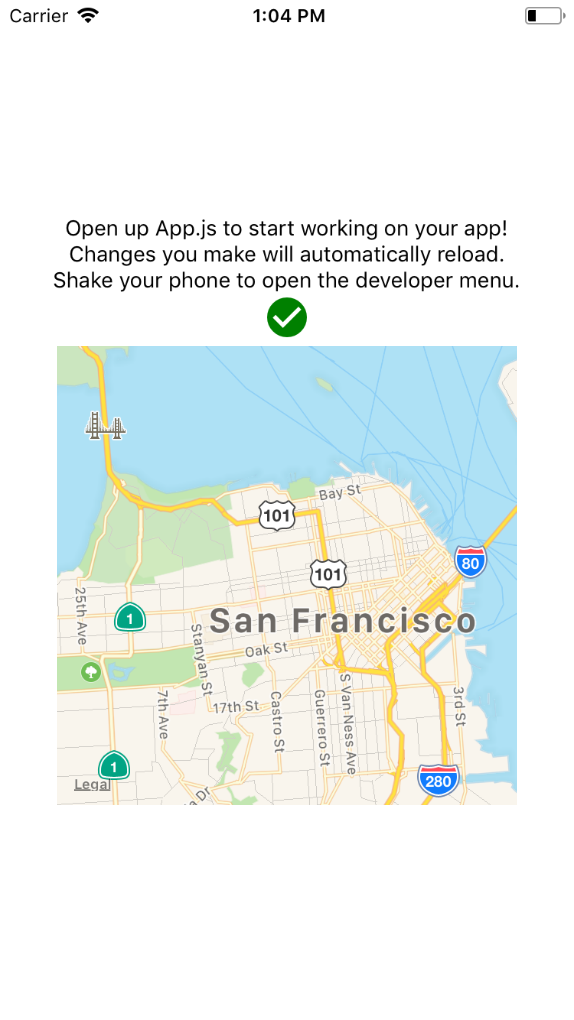 Carrier
1:04 PM
Open up App.js to start working on your app!
Changes you make will automatically reload.
Shake your phone to open the developer menu.
Bay St
101
101
80
25th Ave
1
San Francisco
Stanyan St
Oak St
7th Ave
17th St
Castro St
Guerrero St
S Van Ness Ave
3rd St
1
Legal
a Dr
280